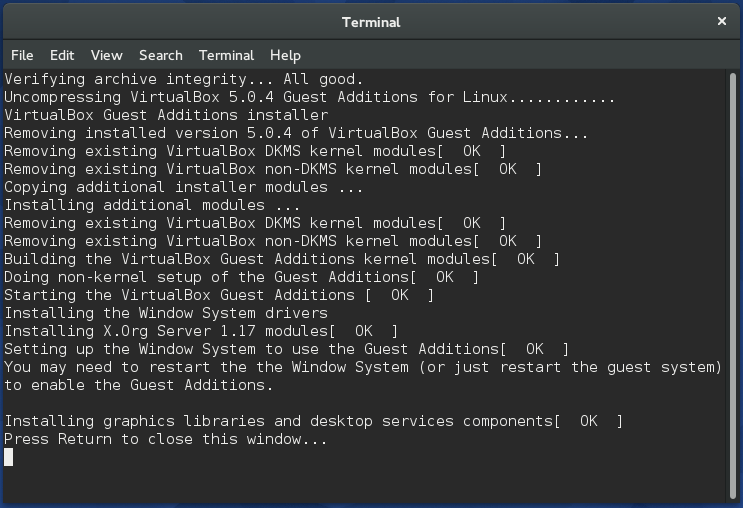 Terminal
×
File Edit View Search Terminal Help
Verifying archive integrity... All good.
Uncompressing VirtualBox 5.0.4 Guest Additions for Linux............
VirtualBox Guest Additions installer
Removing installed version 5.0.4 of VirtualBox Guest Additions...
Removing existing VirtualBox DKMS kernel modules[  OK  ]
Removing existing VirtualBox non-DKMS kernel modules[  OK  ]
Copying additional installer modules ...
Installing additional modules ...
Removing existing VirtualBox DKMS kernel modules[  OK  ]
Removing existing VirtualBox non-DKMS kernel modules[  OK  ]
Building the VirtualBox Guest Additions kernel modules[  OK  ]
Doing non-kernel setup of the Guest Additions[  OK  ]
Starting the VirtualBox Guest Additions [  OK  ]
Installing the Window System drivers
Installing X.Org Server 1.17 modules[  OK  ]
Setting up the Window System to use the Guest Additions[  OK  ]
You may need to restart the the Window System (or just restart the guest system)
to enable the Guest Additions.
Installing graphics libraries and desktop services components[  OK  ]
Press Return to close this window...